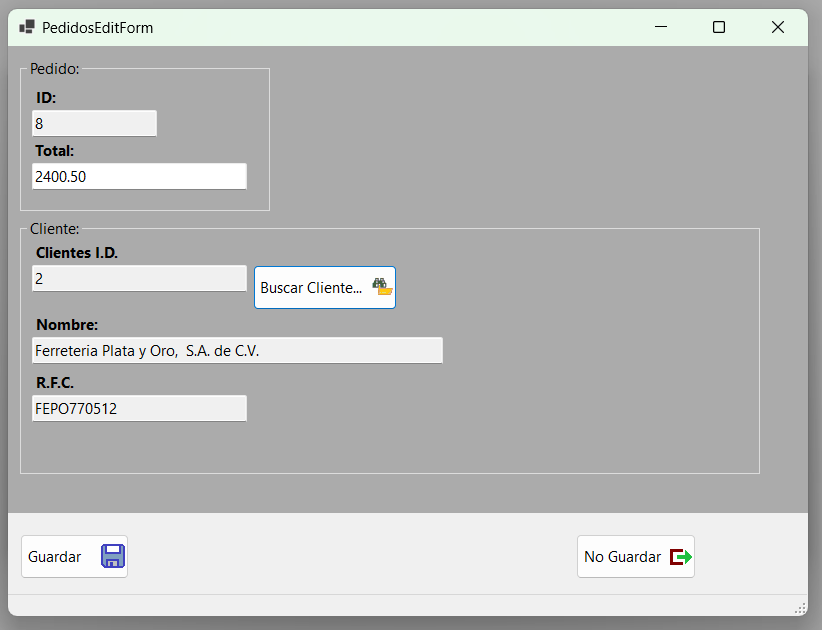 PedidosEditForm
Pedido:
ID:
8
Total:
2400.50
Cliente:
Clientes I.D.
2
Buscar Cliente...
Nombre:
Ferreteria Plata y Oro,  S.A. de C.V.
R.F.C.
FEPO770512
Guardar
No Guardar